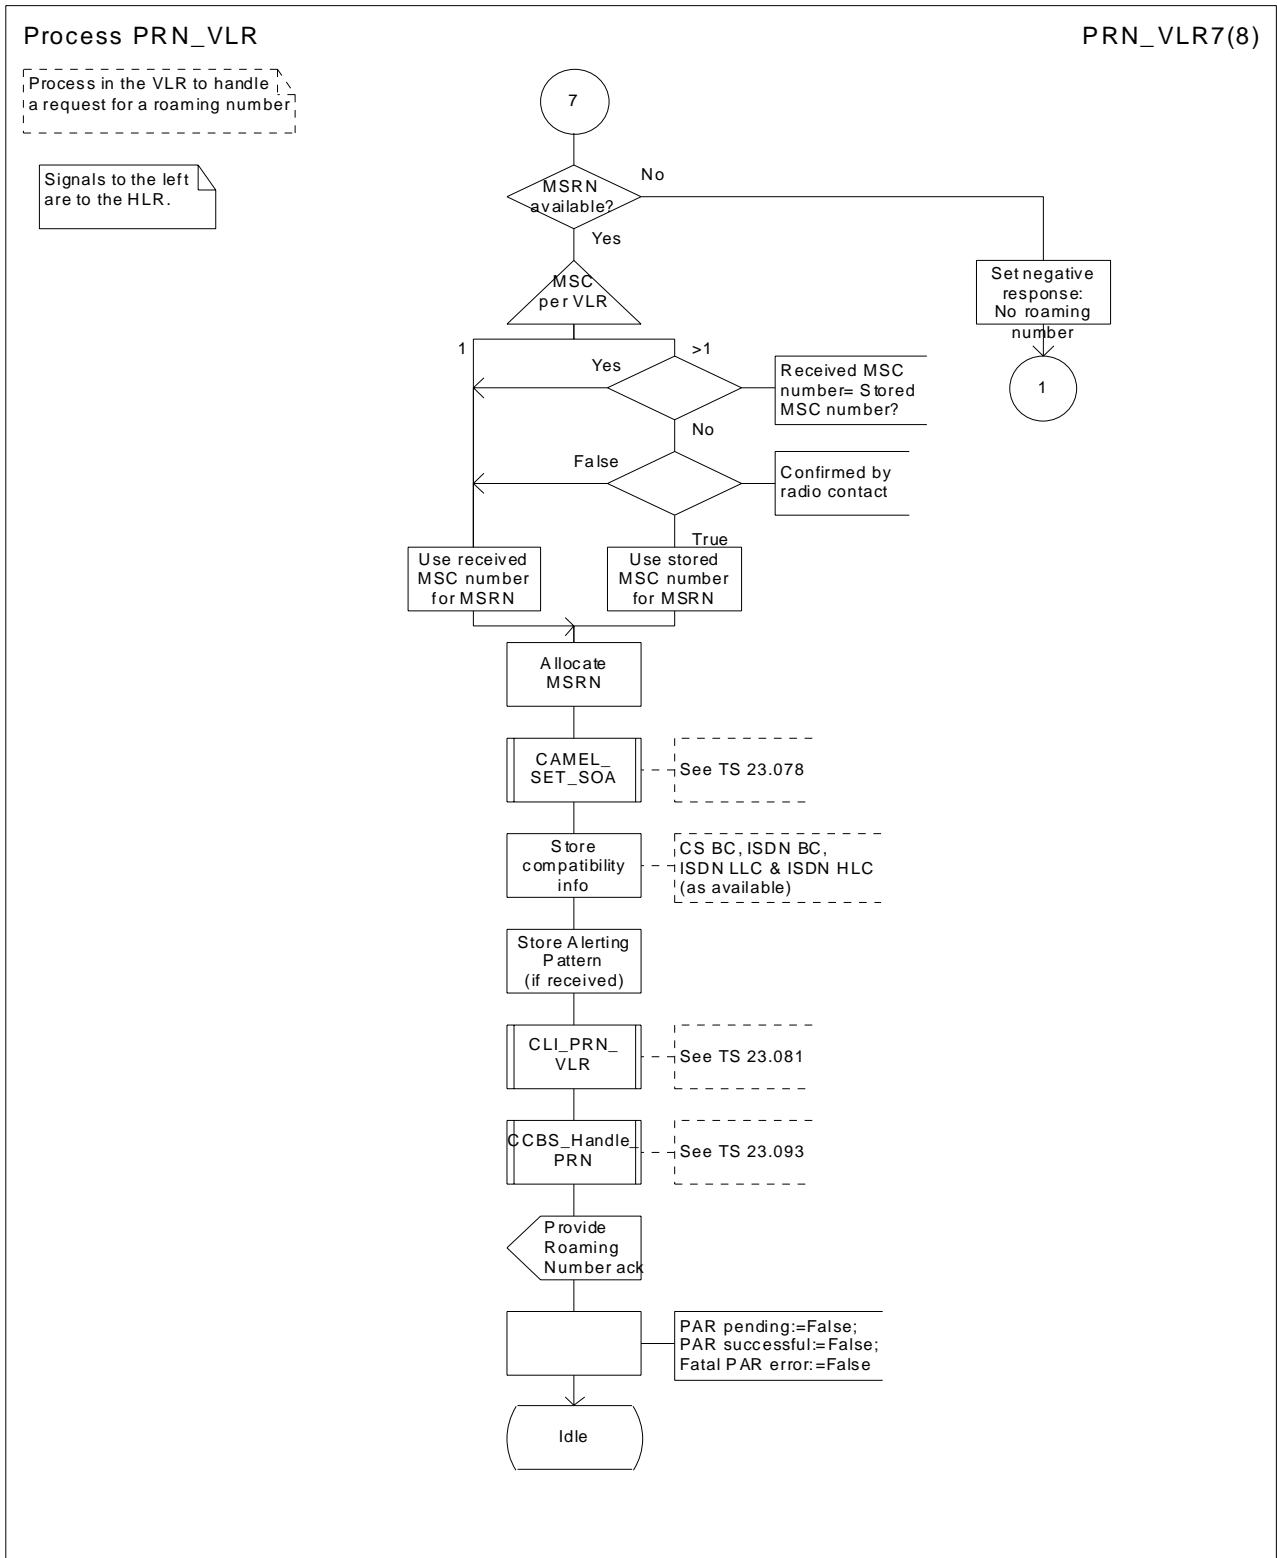 Process PRN_VLR
PRN_VLR7(8)
Process in the VLR to handle
a request for a roaming number
Signals to the left
are to the HLR.
7
MSRN
available?
No
Yes
MSC
per VLR
Set negative
response:
No roaming
number
1
>1
Yes
Received MSC
number= Stored
MSC number?
1
No
False
Confirmed by
radio contact
True
Use received
MSC number
for MSRN
Use stored
MSC number
for MSRN
Allocate
MSRN
CAMEL_
SET_SOA
See TS 23.078
Store
compatibility
info
CS BC, ISDN BC,
ISDN LLC & ISDN HLC
(as available)
Store Alerting
Pattern
(if received)
CLI_PRN_
VLR
See TS 23.081
CCBS_Handle_
PRN
See TS 23.093
Provide
Roaming
Number ack
PAR pending:=False;
PAR successful:=False;
Fatal PAR error:=False
Idle